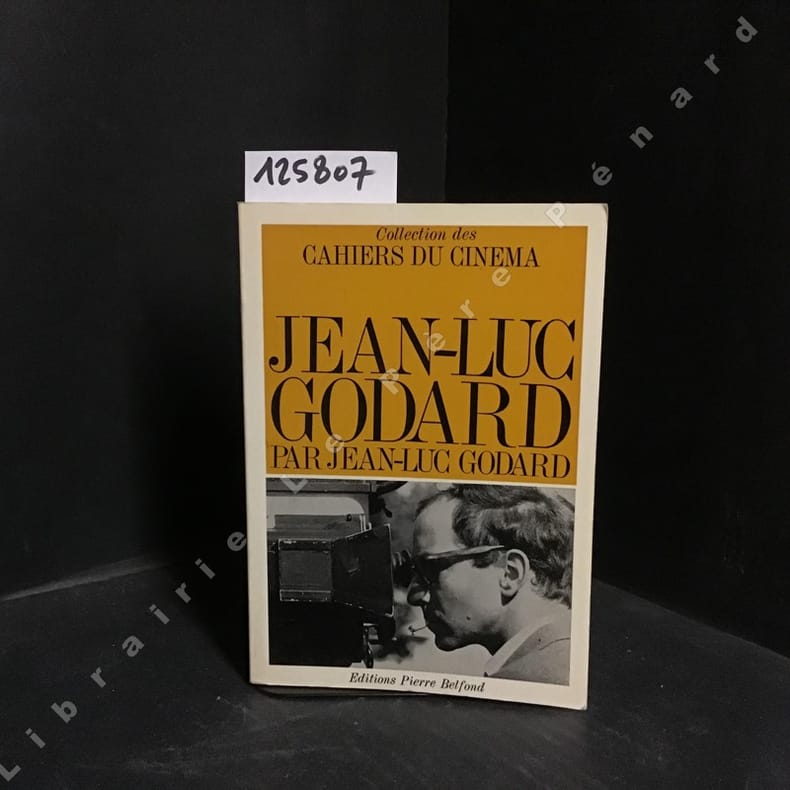 125807
Collection des
CAHIERS DU CINEMA
JEAN-LUC
GODARD
PAR JEAN-LUC GODARD
Editions Pierre Belfond
Librairie Le Père Pénard